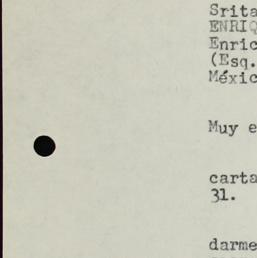 Srita
ENRIQ
Enric
(Esq.
Méxic
Muy e
carta
31.
darme